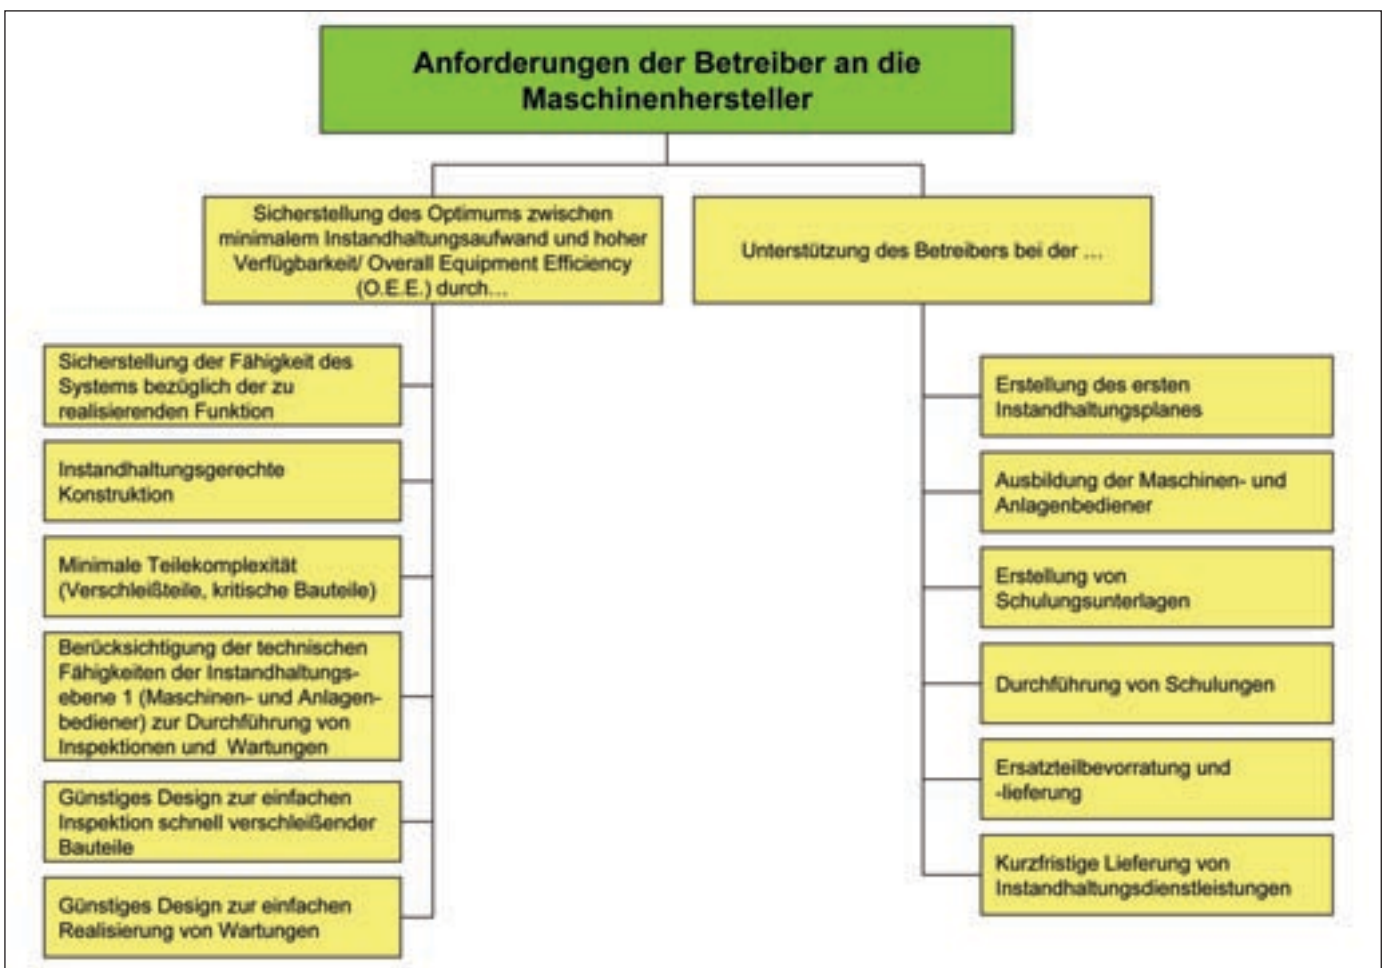 Anforderungen der Betreiber an die
Maschinenhersteller
Sicherstellung des Optimums zwischen
minimalem Instandhaltungsaufwand und hoher
Verfügbarkeit/ Overall Equipment Efficiency
(O.E.E.) durch…
Unterstützung des Betreibers bei der …
Sicherstellung der Fähigkeit des
Systems bezüglich der zu
realisierenden Funktion
Instandhaltungsgerechte
Konstruktion
Minimale Teilekomplexität
(Verschleißteile, kritische Bauteile)
Berücksichtigung der technischen
Fähigkeiten der Instandhaltungs-
ebene 1 (Maschinen- und Anlagen-
bediener) zur Durchführung von
Inspektionen und Wartungen
Günstiges Design zur einfachen
Inspektion schnell verschleißender
Bauteile
Günstiges Design zur einfachen
Realisierung von Wartungen
Erstellung des ersten
Instandhaltungsplanes
Ausbildung der Maschinen- und
Anlagenbediener
Erstellung von
Schulungsunterlagen
Durchführung von Schulungen
Ersatzteilbevorratung und
-lieferung
Kurzfristige Lieferung von
Instandhaltungsdienstleistungen